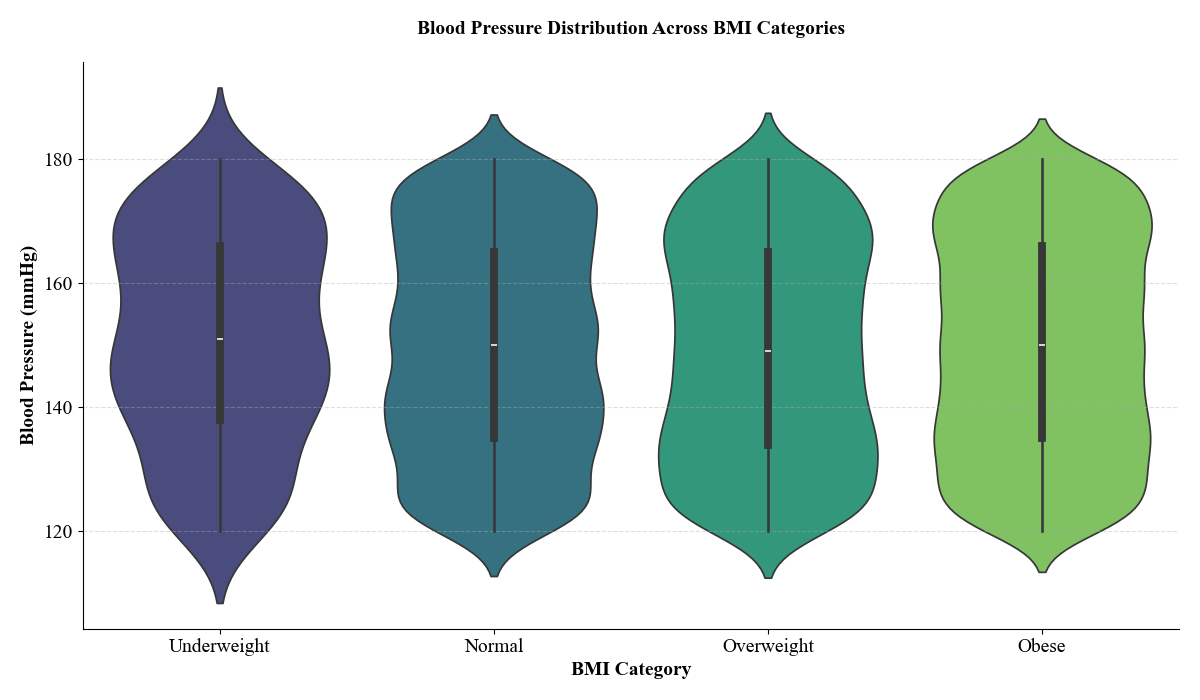 Blood Pressure Distribution Across BMI Categories
Blood Pressure (mmHg)
180
160
140
120
Underweight
Normal
Overweight
Obese
BMI Category